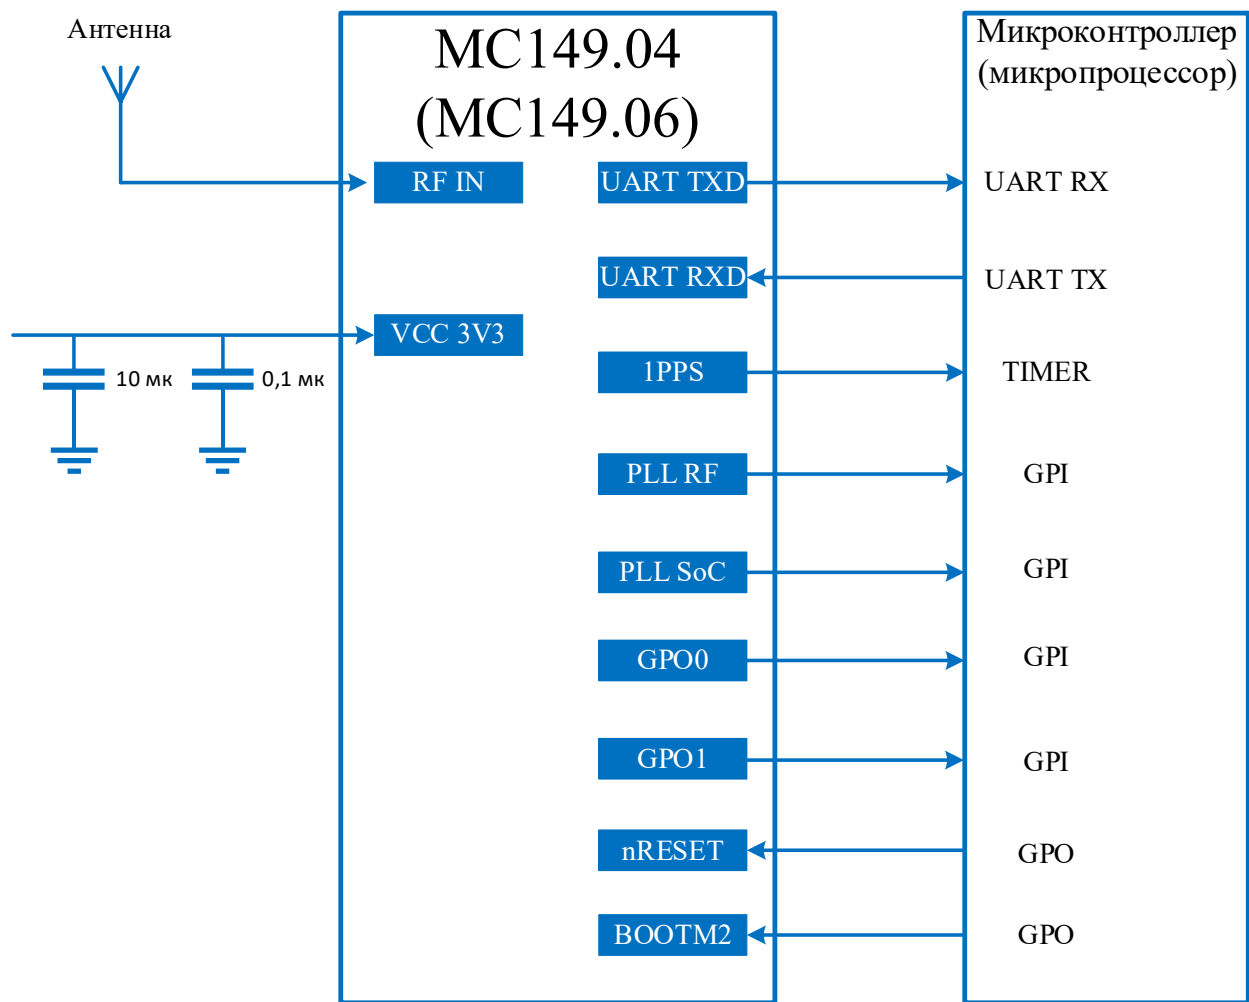 Антенна
МС149.04
(МС149.06)
Микроконтроллер
(микропроцессор)
RF IN
UART TXD
UART RX
UART RXD
UART TX
VCC 3V3
10 мк
0,1 мк
1PPS
TIMER
PLL RF
GPI
PLL SoC
GPI
GPO0
GPI
GPO1
GPI
nRESET
GPO
BOOTM2
GPO